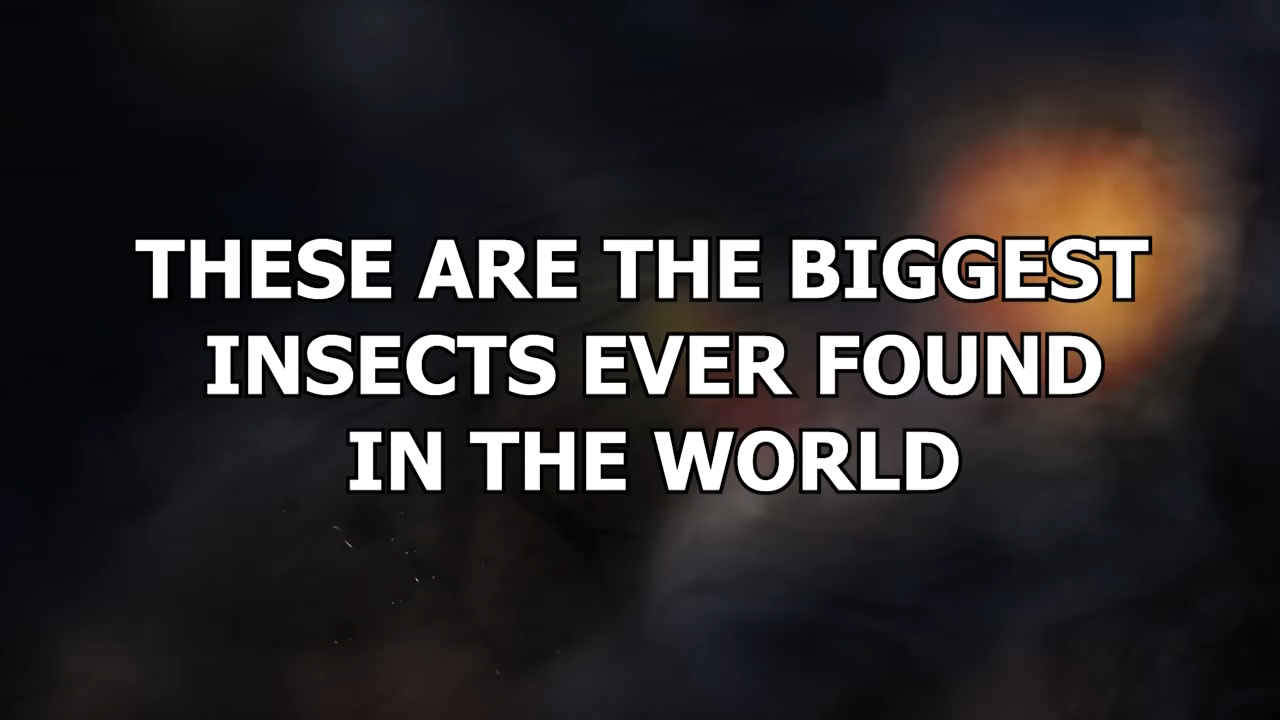 THESE ARE THE BIGGEST
INSECTS EVER FOUND
IN THE WORLD